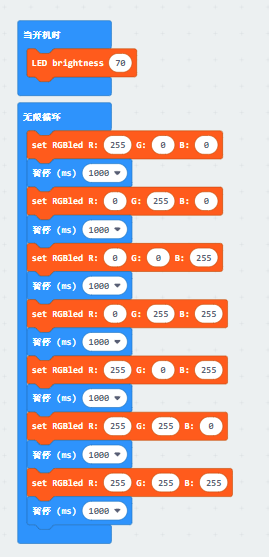 当开机时
LED brightness 70
无限循环
set RGBled R: 255 G: 0 B: 0
暂停 (ms) 1000
set RGBled R: 0 G: 255 B: 0
暂停 (ms) 1000
set RGBled R: 0 G: 0 B: 255
暂停 (ms) 1000
set RGBled R: 0 G: 255 B: 255
暂停 (ms) 1000
set RGBled R: 255 G: 0 B: 255
暂停 (ms) 1000
set RGBled R: 255 G: 255 B: 0
暂停 (ms) 1000
set RGBled R: 255 G: 255 B: 255
暂停 (ms) 1000